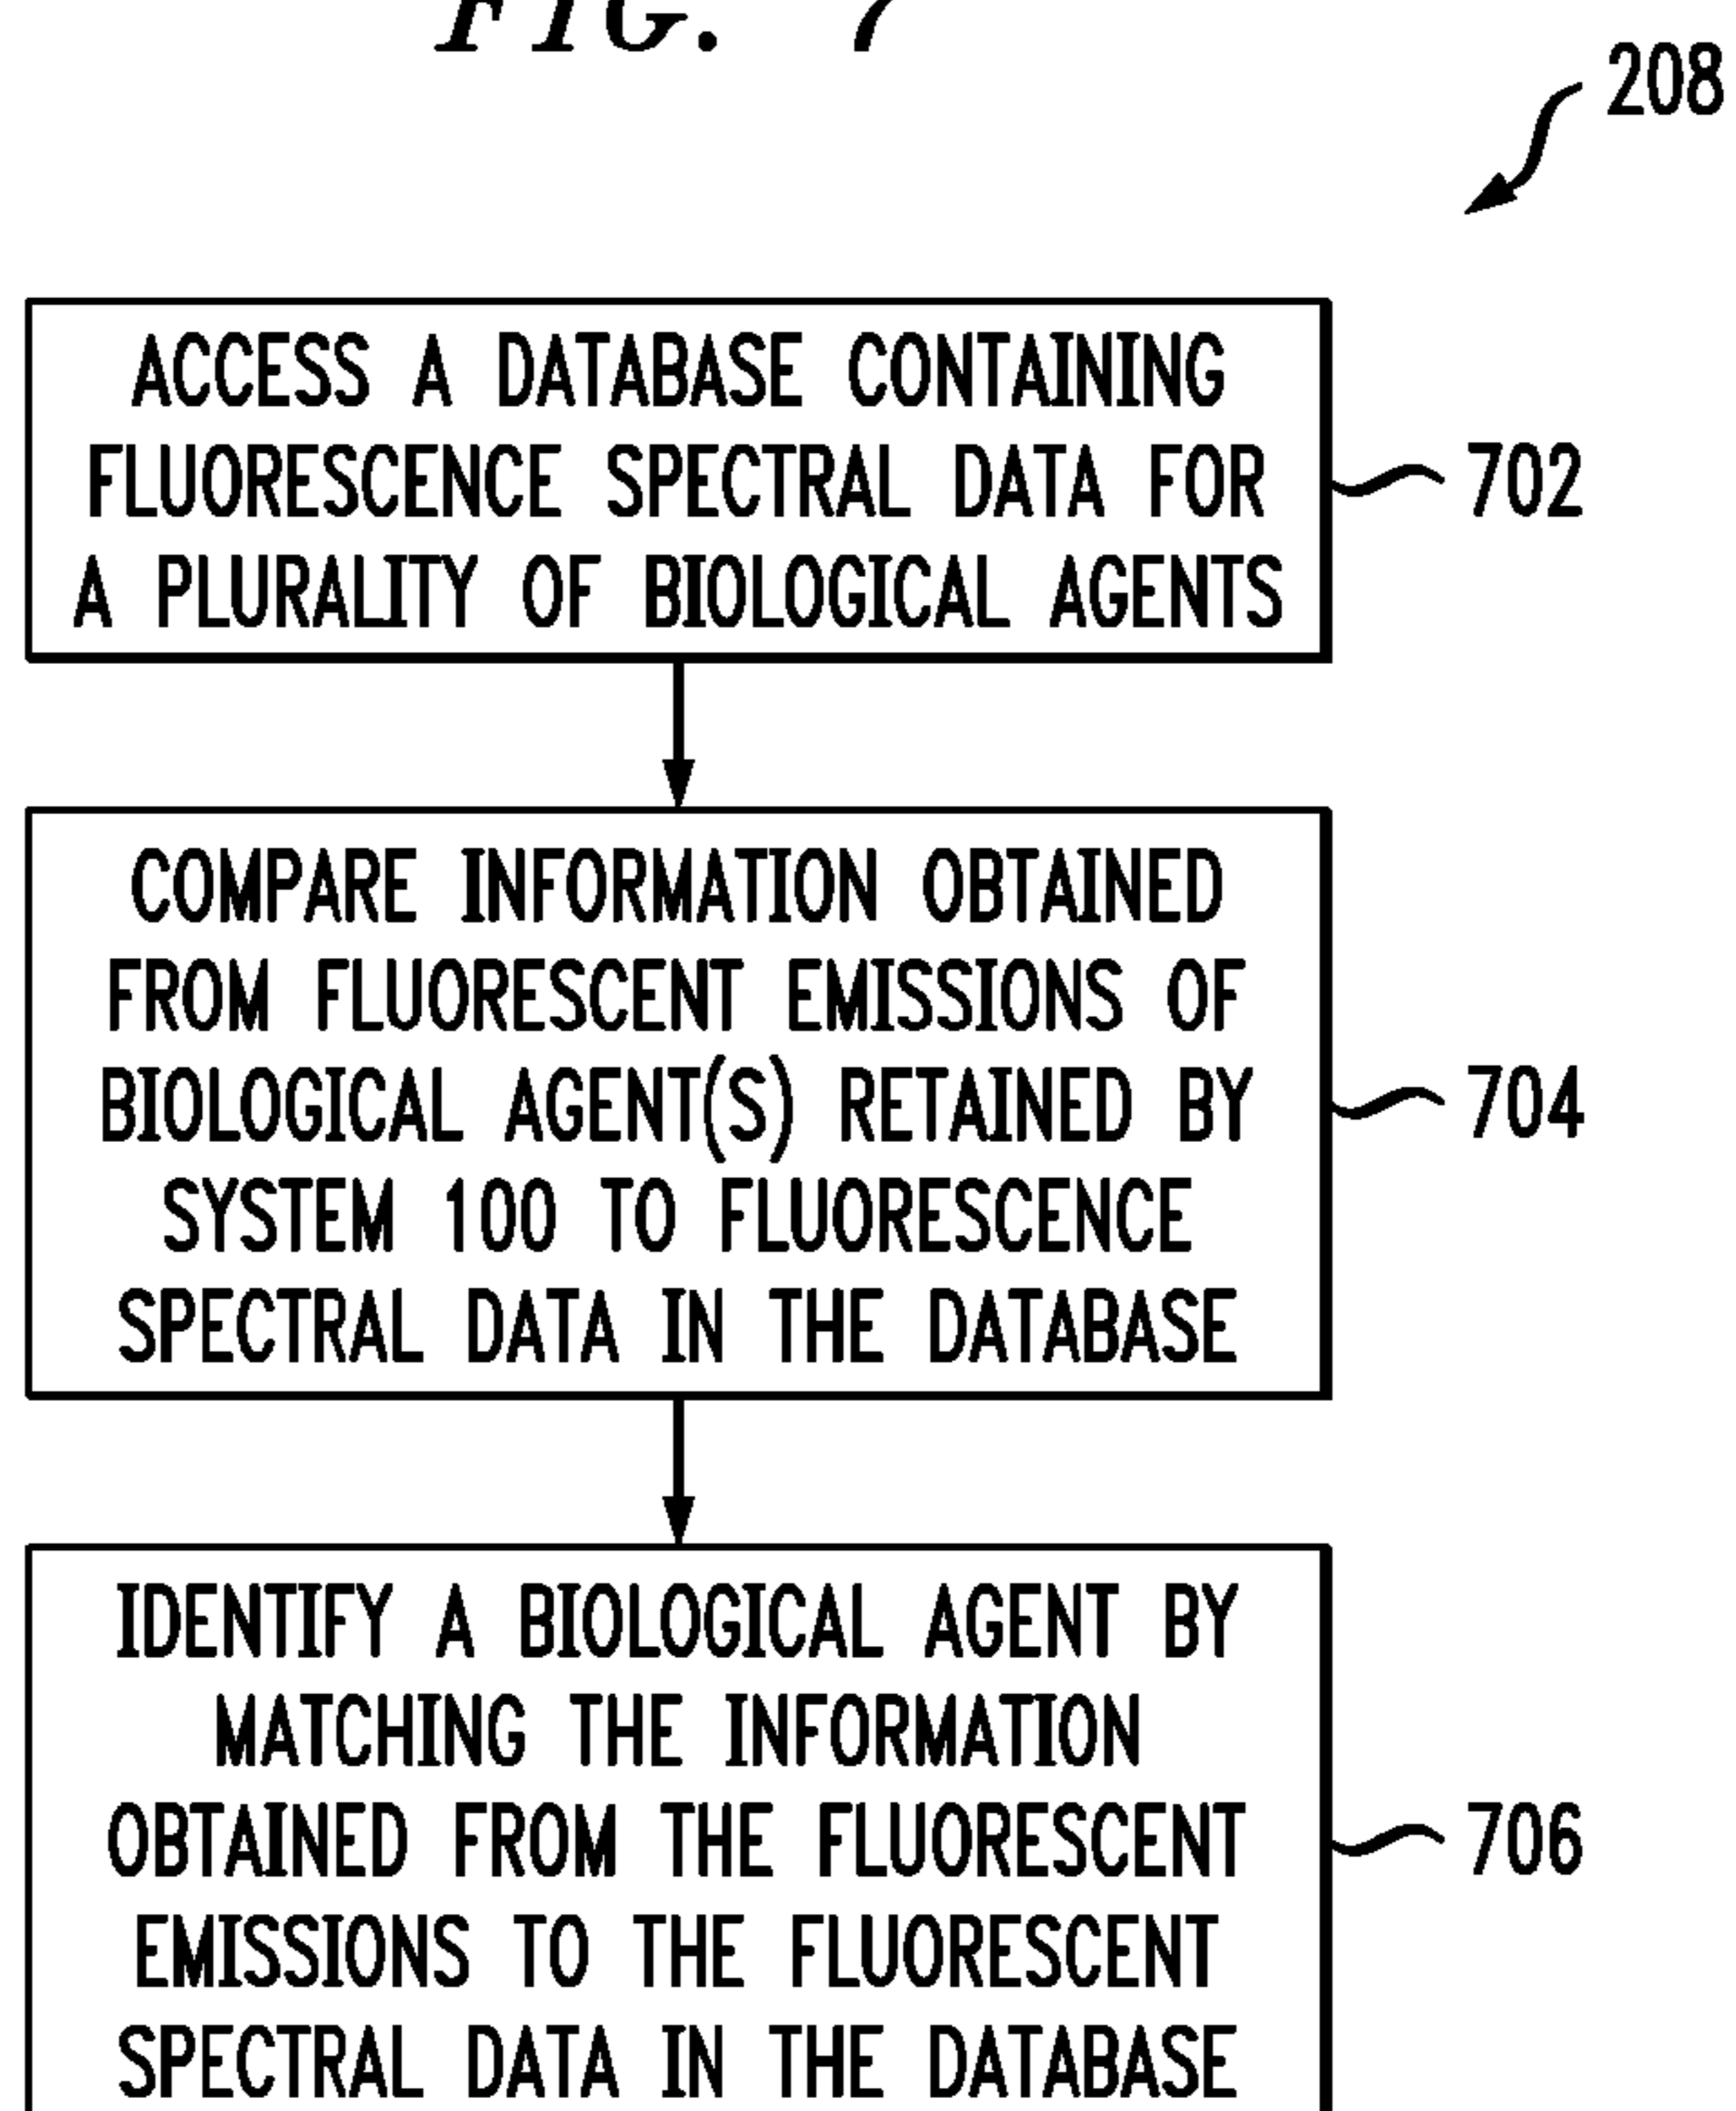 FIG. 7
208
ACCESS A DATABASE CONTAINING
FLUORESCENCE SPECTRAL DATA FOR
A PLURALITY OF BIOLOGICAL AGENTS
702
COMPARE INFORMATION OBTAINED
FROM FLUORESCENT EMISSIONS OF
BIOLOGICAL AGENT(S) RETAINED BY
SYSTEM 100 TO FLUORESCENCE
SPECTRAL DATA IN THE DATABASE
704
IDENTIFY A BIOLOGICAL AGENT BY
MATCHING THE INFORMATION
OBTAINED FROM THE FLUORESCENT
EMISSIONS TO THE FLUORESCENT
SPECTRAL DATA IN THE DATABASE
706